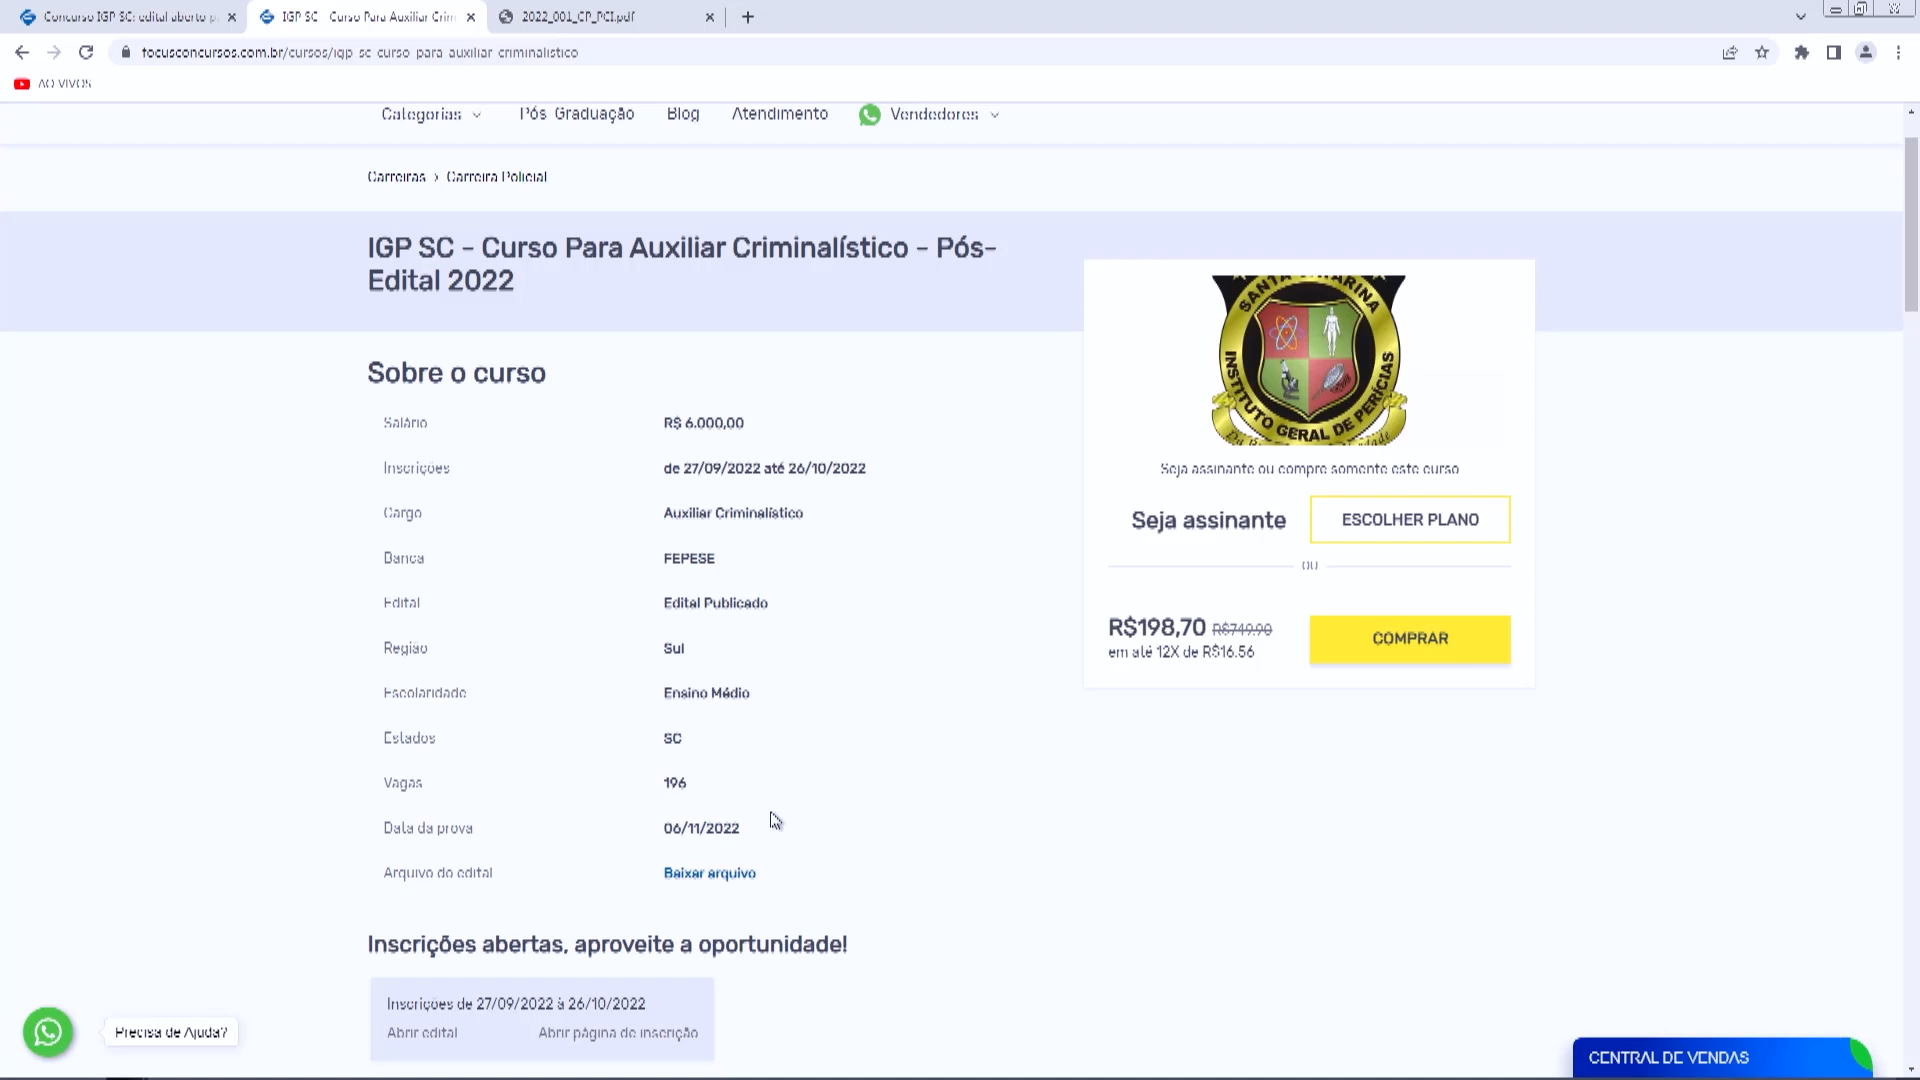 Concurso IGP SC: edital aberto p
IGP SC - Curso Para Auxiliar Crim
2022_001_CP_PCI.pdf
focusconcursos.com.br/cursos/igp-sc-curso-para-auxiliar-criminalistico
AO VIVOS
Categorias
Pós-Graduação
Blog
Atendimento
Vendedores
Carreiras › Carreira Policial
IGP SC - Curso Para Auxiliar Criminalístico - Pós-
Edital 2022
SANTA CATARINA
INSTITUTO GERAL DE PERÍCIAS
Sobre o curso
Salário R$ 6.000,00
Inscrições de 27/09/2022 até 26/10/2022
Cargo Auxiliar Criminalístico
Banca FEPESE
Edital Edital Publicado
Região Sul
Escolaridade Ensino Médio
Estados SC
Vagas 196
Data da prova 06/11/2022
Arquivo do edital Baixar arquivo
Seja assinante ou compre somente este curso
Seja assinante ESCOLHER PLANO
OU
R$198,70 R$749,90
em até 12X de R$16.56
COMPRAR
Inscrições abertas, aproveite a oportunidade!
Inscrições de 27/09/2022 à 26/10/2022
Abrir edital Abrir página de inscrição
Precisa de Ajuda?
CENTRAL DE VENDAS